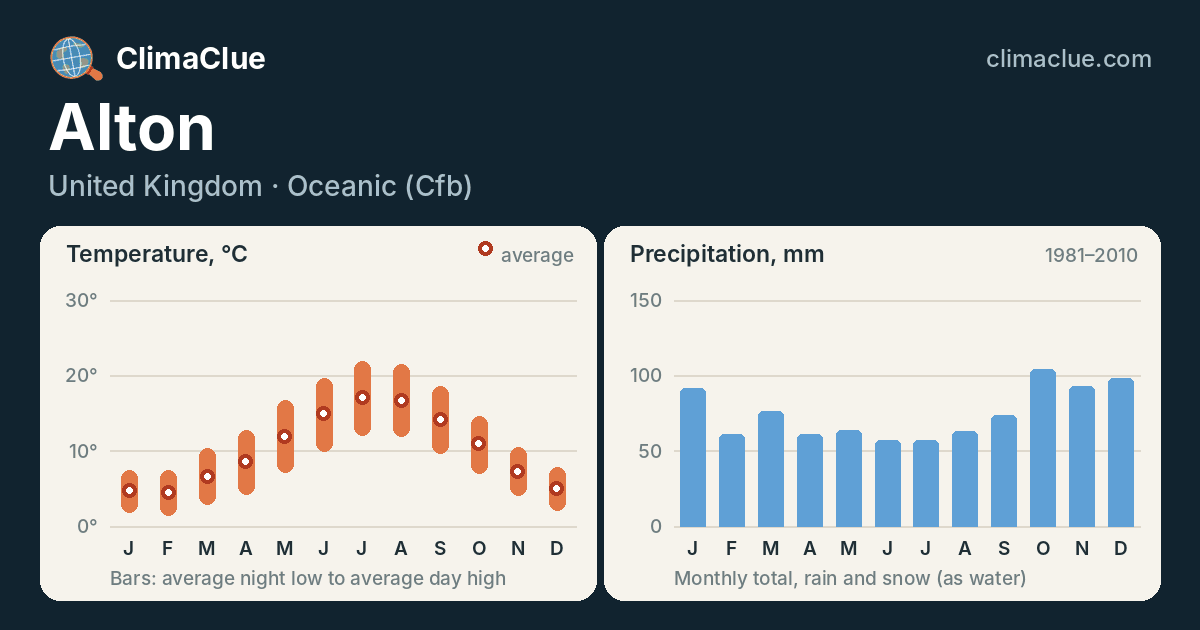 ClimaClue
climaclue.com
Alton
United Kingdom · Oceanic (Cfb)
Temperature, °C
average
30°
20°
10°
0°
J F M A M J J A S O N D
Bars: average night low to average day high
Precipitation, mm
1981–2010
150
100
50
0
J F M A M J J A S O N D
Monthly total, rain and snow (as water)